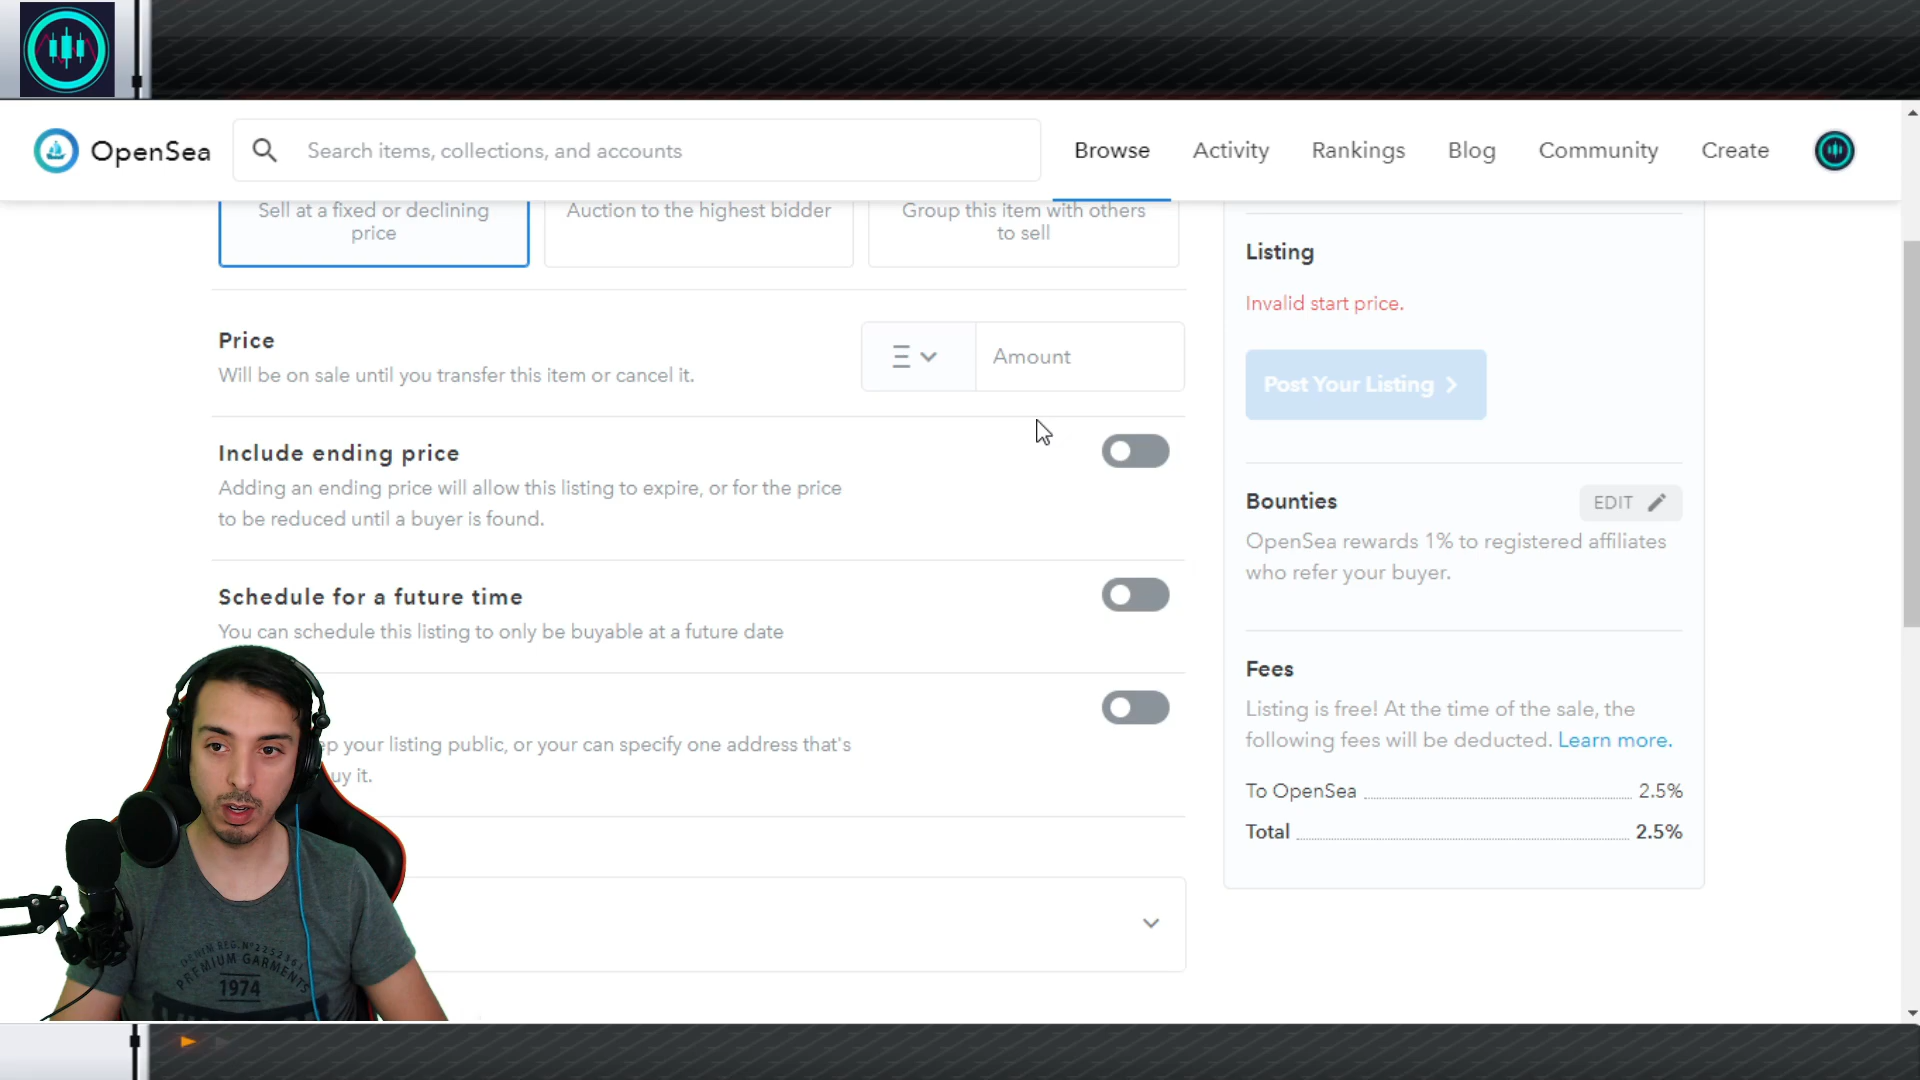 OpenSea
Search items, collections, and accounts
Browse
Activity
Rankings
Blog
Community
Create
Sell at a fixed or declining
price
Auction to the highest bidder
Group this item with others
to sell
Price
Will be on sale until you transfer this item or cancel it.
Amount
Include ending price
Adding an ending price will allow this listing to expire, or for the price
to be reduced until a buyer is found.
Schedule for a future time
You can schedule this listing to only be buyable at a future date
your listing public, or your can specify one address that's
it.
Listing
Invalid start price.
Post Your Listing
Bounties
EDIT
OpenSea rewards 1% to registered affiliates
who refer your buyer.
Fees
Listing is free! At the time of the sale, the
following fees will be deducted. Learn more.
To OpenSea 2.5%
Total 2.5%
PREMIUM GARMENTS
1974